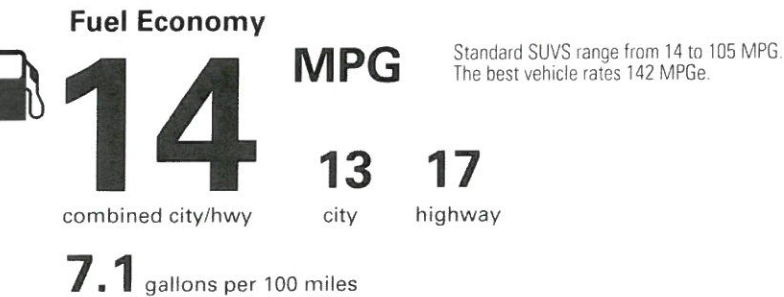 Fuel Economy
14 MPG
Standard SUVS range from 14 to 105 MPG.
The best vehicle rates 142 MPGe.
combined city/hwy
13 city
17 highway
7.1 gallons per 100 miles